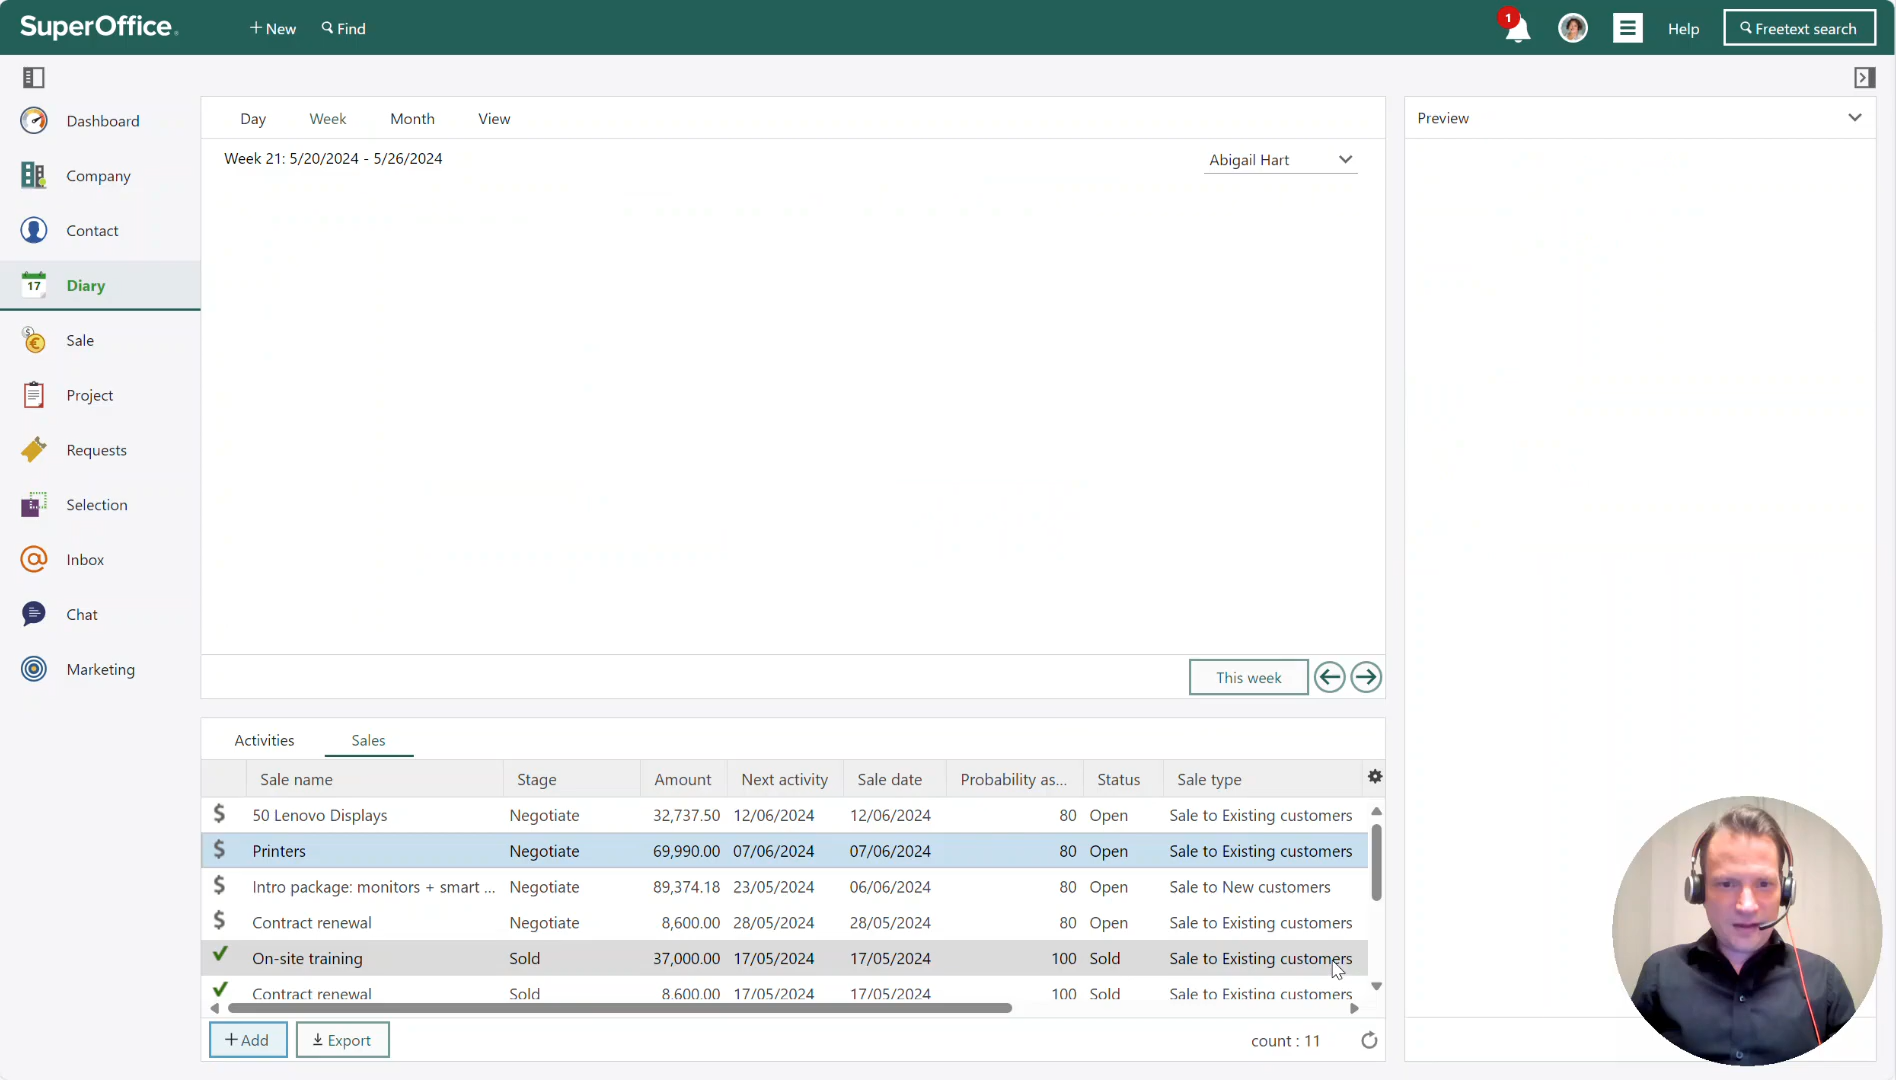 SuperOffice.
+ New
Find
1
Help
Freetext search
Dashboard
Company
Contact
17
Diary
Sale
Project
Requests
Selection
Inbox
Chat
Marketing
Day
Week
Month
View
Week 21: 5/20/2024 - 5/26/2024
Abigail Hart
Preview
This week
Activities
Sales
Sale name Stage Amount Next activity Sale date Probability as... Status Sale type
$ 50 Lenovo Displays Negotiate 32,737.50 12/06/2024 12/06/2024 80 Open Sale to Existing customers
$ Printers Negotiate 69,990.00 07/06/2024 07/06/2024 80 Open Sale to Existing customers
$ Intro package: monitors + smart ... Negotiate 89,374.18 23/05/2024 06/06/2024 80 Open Sale to New customers
$ Contract renewal Negotiate 8,600.00 28/05/2024 28/05/2024 80 Open Sale to Existing customers
On-site training Sold 37,000.00 17/05/2024 17/05/2024 100 Sold Sale to Existing customers
Contract renewal Sold 8,600.00 17/05/2024 17/05/2024 100 Sold Sale to Existing customers
+ Add
Export
count : 11